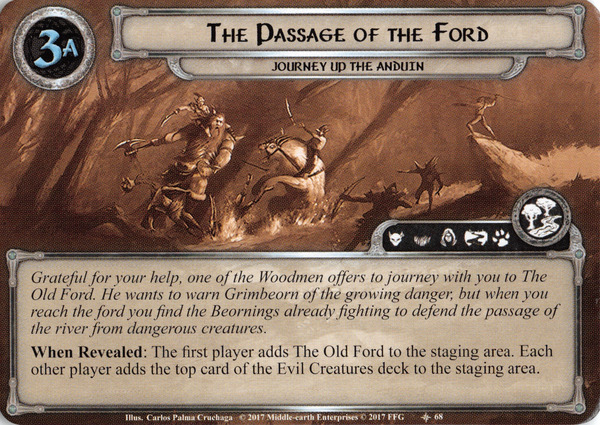 3A
THE PASSAGE OF THE FORD
JOURNEY UP THE ANDUIN
Grateful for your help, one of the Woodmen offers to journey with you to The
Old Ford. He wants to warn Grimbeorn of the growing danger, but when you
reach the ford you find the Beornings already fighting to defend the passage of
the river from dangerous creatures.
When Revealed: The first player adds The Old Ford to the staging area. Each
other player adds the top card of the Evil Creatures deck to the staging area.
Illus. Carlos Palma Cruchaga © 2017 Middle-earth Enterprises © 2017 FFG 68